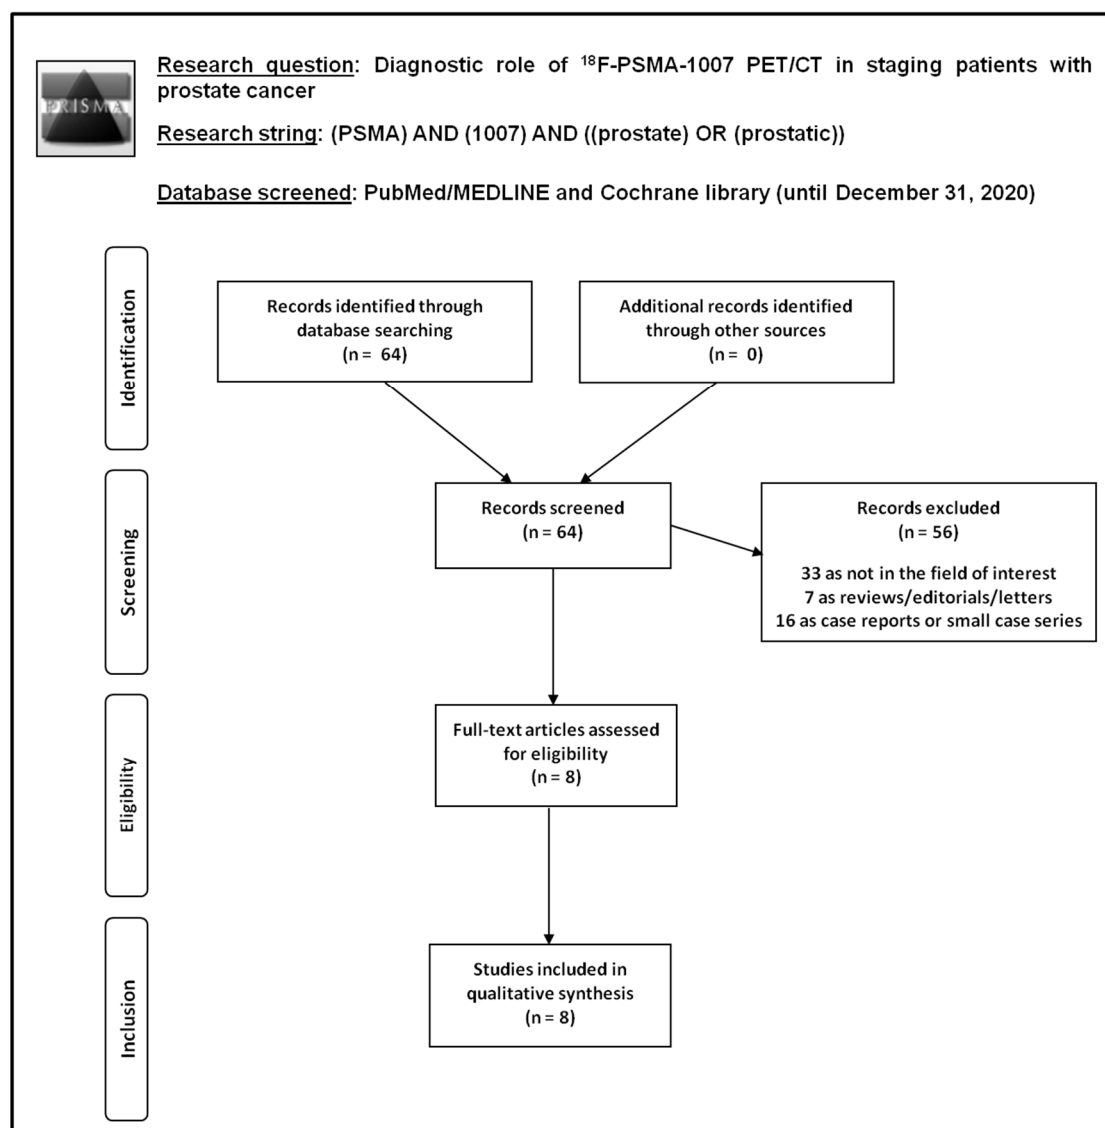 PRISMA
Research question: Diagnostic role of ¹⁸F-PSMA-1007 PET/CT in staging patients with
prostate cancer
Research string: (PSMA) AND (1007) AND ((prostate) OR (prostatic))
Database screened: PubMed/MEDLINE and Cochrane library (until December 31, 2020)
Identification
Records identified through
database searching
(n = 64)
Additional records identified
through other sources
(n = 0)
Screening
Records screened
(n = 64)
Records excluded
(n = 56)
33 as not in the field of interest
7 as reviews/editorials/letters
16 as case reports or small case series
Eligibility
Full-text articles assessed
for eligibility
(n = 8)
Inclusion
Studies included in
qualitative synthesis
(n = 8)